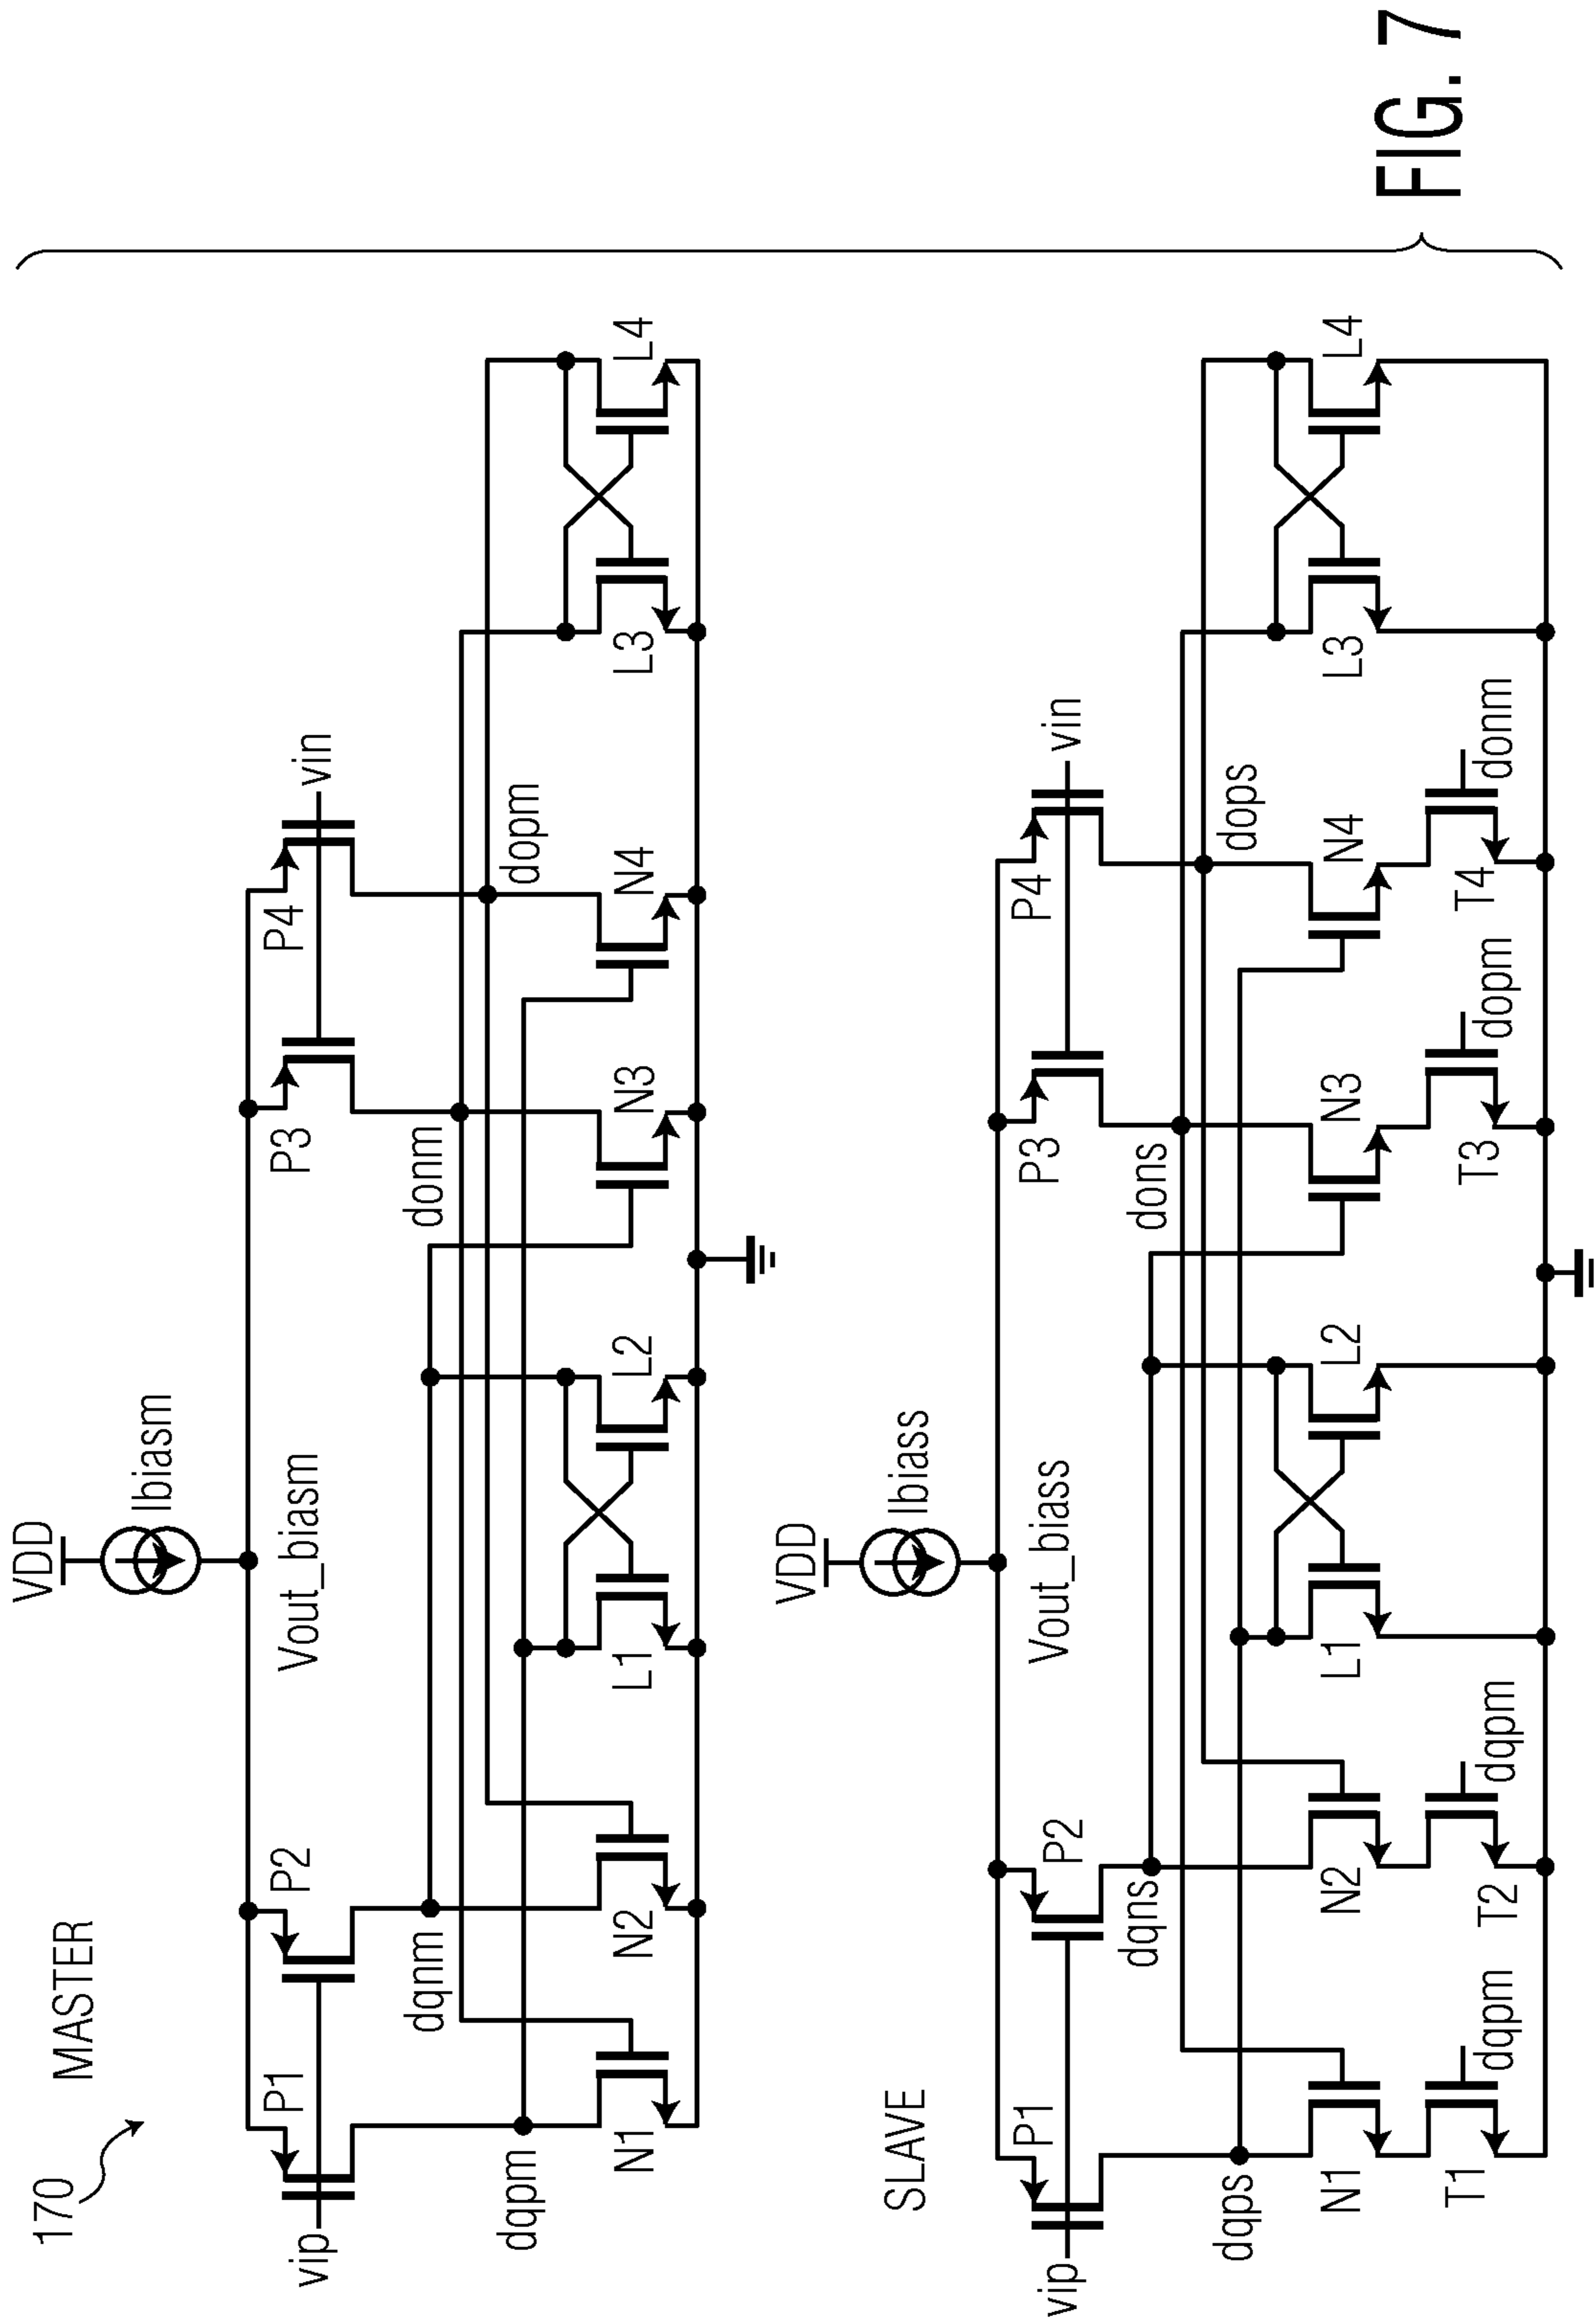 170
MASTER
VDD
Ibiasm
Vout_biasm
vip
P1
P2
P3
P4
vin
dqpm
dqnm
donm
dopm
N1
N2
L1
L2
N3
N4
L3
L4
SLAVE
VDD
Ibiass
Vout_biass
vip
P1
P2
P3
P4
vin
dqps
dqns
dons
dops
N1
N2
L1
L2
N3
N4
L3
L4
T1
dqpm
T2
dqpm
T3
dopm
T4
donm
FIG. 7